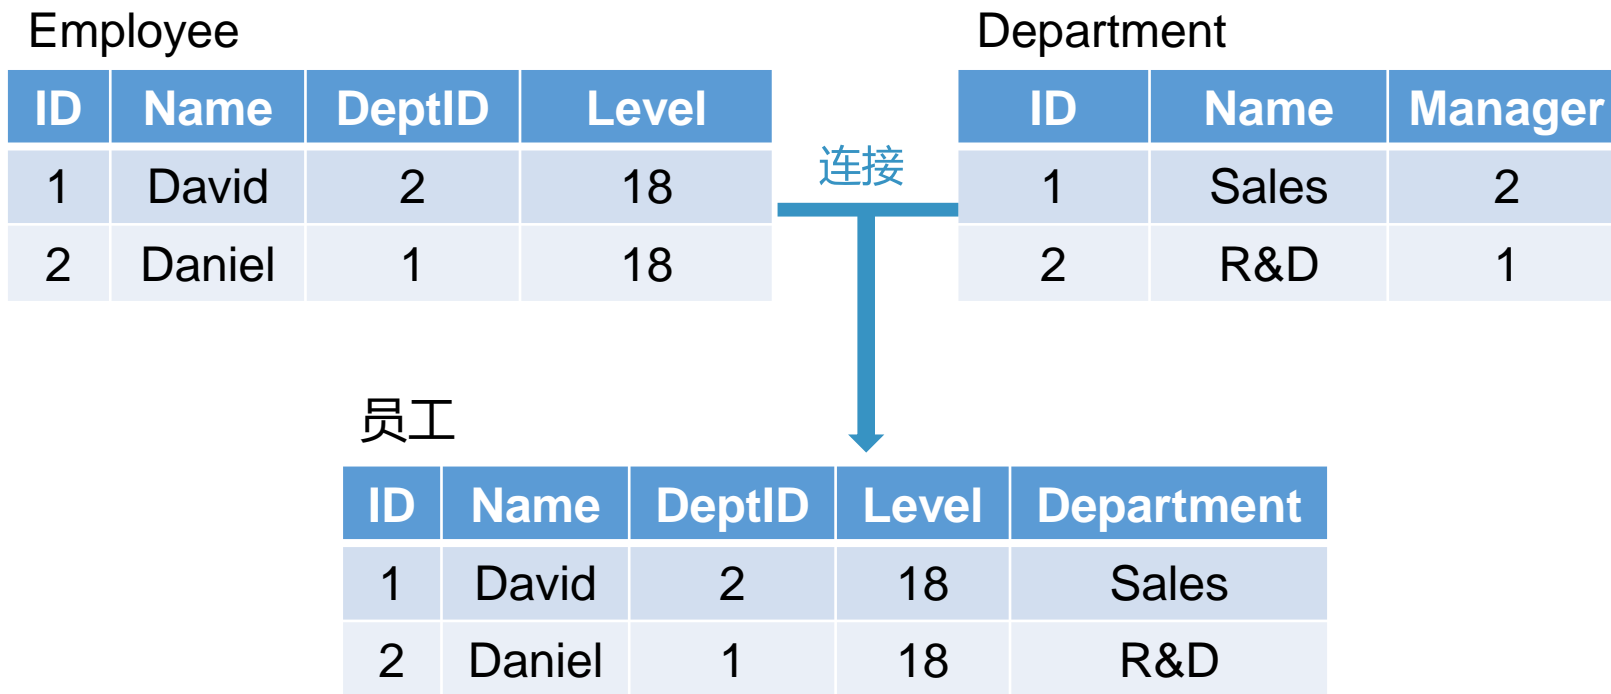 Employee
ID Name DeptID Level
1 David 2 18
2 Daniel 1 18
连接
Department
ID Name Manager
1 Sales 2
2 R&D 1
员工
ID Name DeptID Level Department
1 David 2 18 Sales
2 Daniel 1 18 R&D